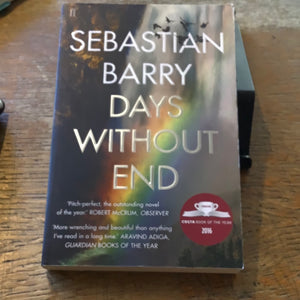 SEBASTIAN
BARRY
DAYS
WITHOUT
END
'Pitch-perfect, the outstanding novel
of the year.' ROBERT McCRUM, OBSERVER
'More wrenching and beautiful than anything
I've read in a long time.' ARAVIND ADIGA,
GUARDIAN BOOKS OF THE YEAR
COSTA BOOK OF THE YEAR
2016